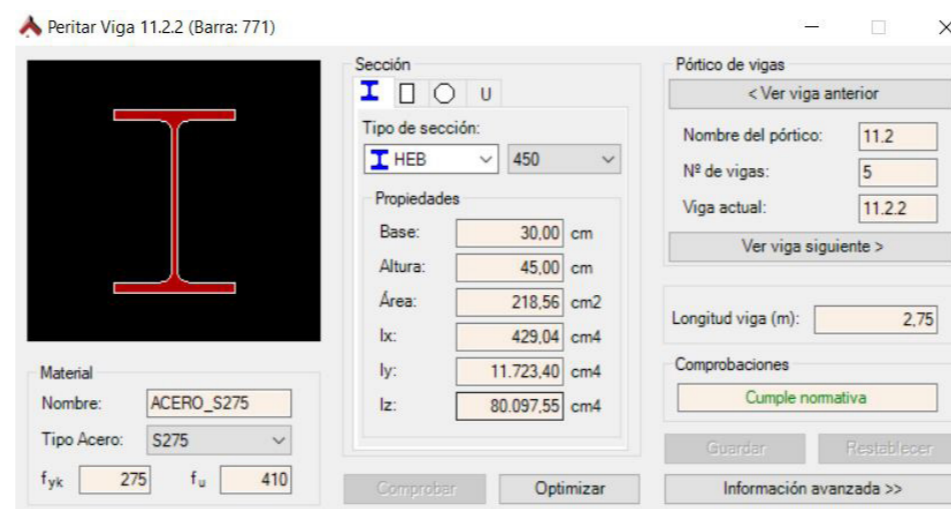 Peritar Viga 11.2.2 (Barra: 771)
Sección
U
Tipo de sección:
HEB 450
Propiedades
Base: 30,00 cm
Altura: 45,00 cm
Área: 218,56 cm2
Ix: 429,04 cm4
Iy: 11.723,40 cm4
Iz: 80.097,55 cm4
Comprobar Optimizar
Material
Nombre: ACERO_S275
Tipo Acero: S275
fyk 275 fu 410
Pórtico de vigas
< Ver viga anterior
Nombre del pórtico: 11.2
Nº de vigas: 5
Viga actual: 11.2.2
Ver viga siguiente >
Longitud viga (m): 2,75
Comprobaciones
Cumple normativa
Guardar Restablecer
Información avanzada >>